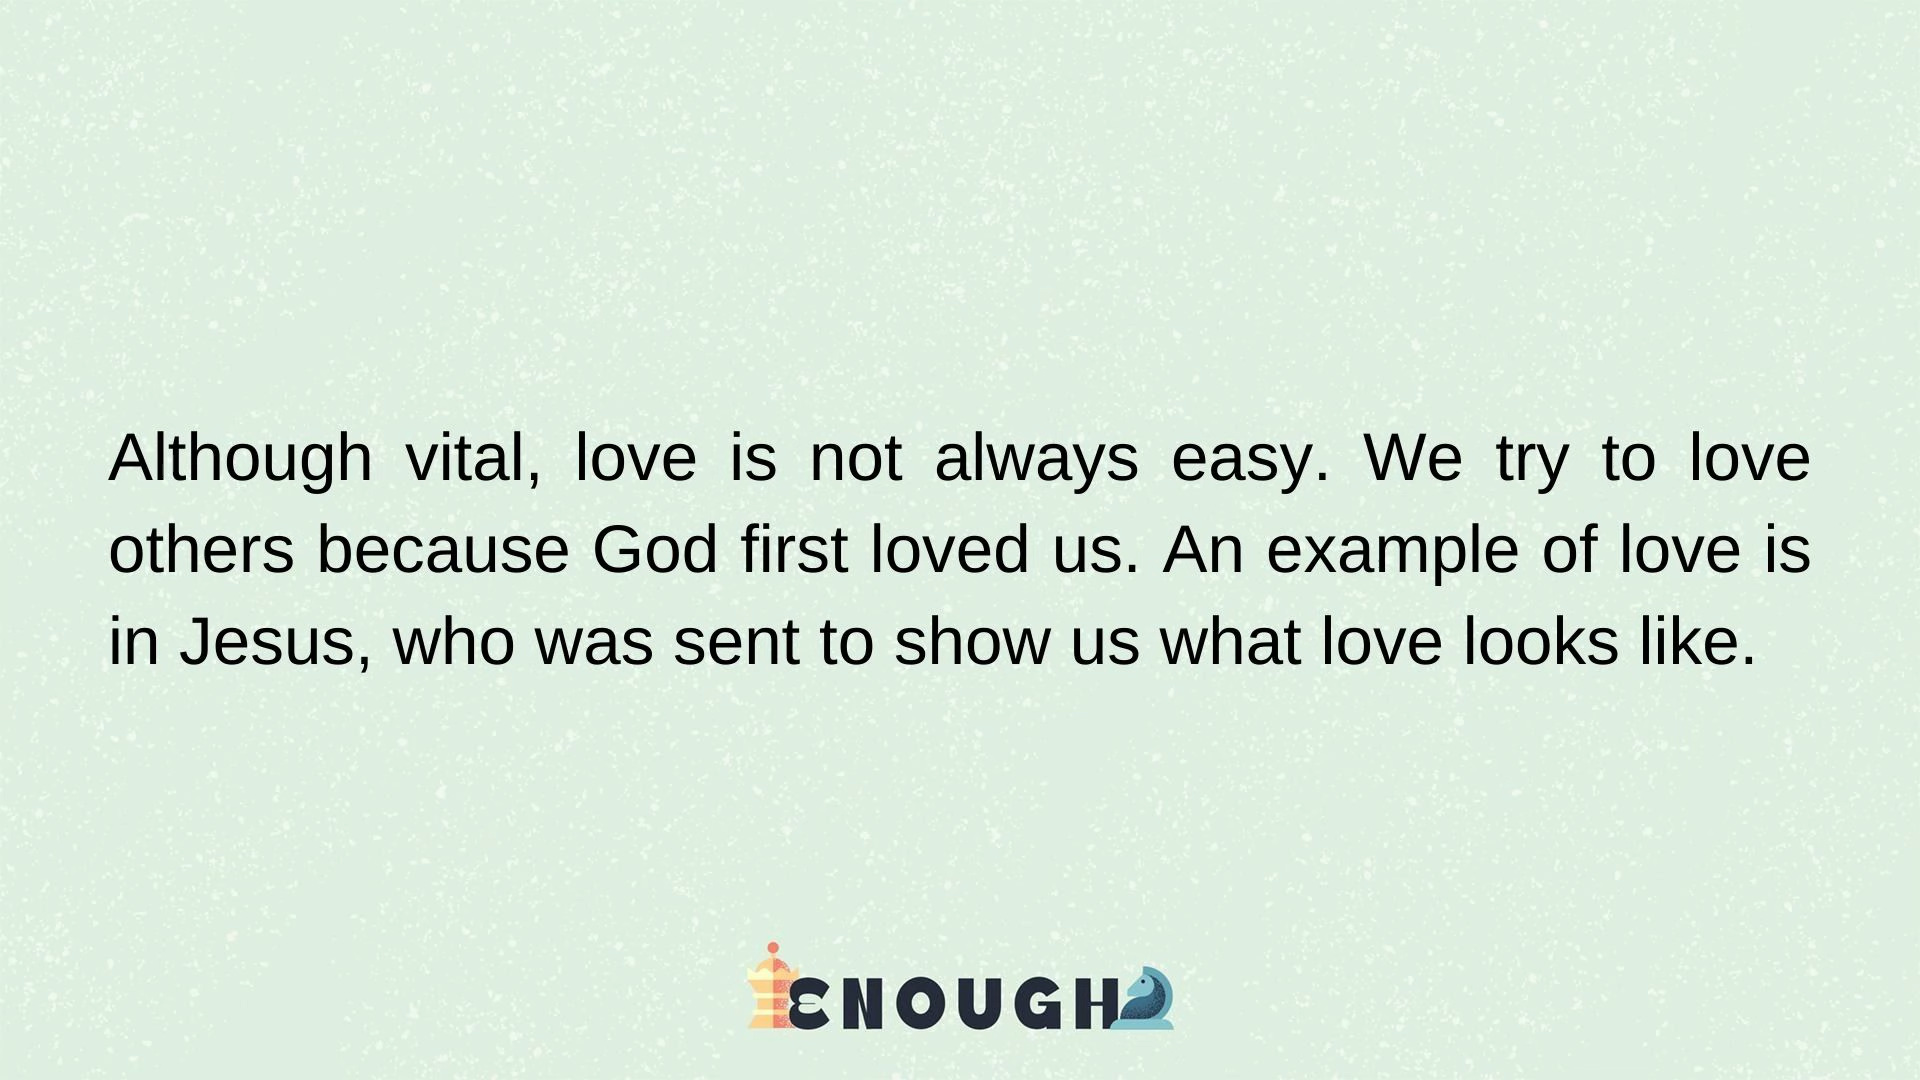 Although vital, love is not always easy. We try to love
others because God first loved us. An example of love is
in Jesus, who was sent to show us what love looks like.
ENOUGH